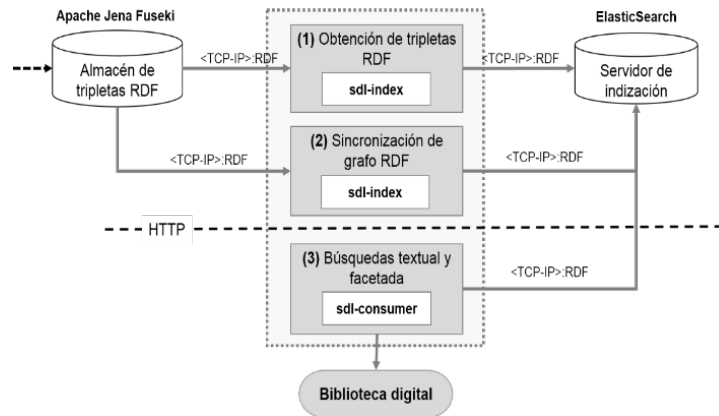 Apache Jena Fuseki
ElasticSearch
Almacén de
tripletas RDF
<TCP-IP>:RDF
(1) Obtención de tripletas
RDF
sdl-index
<TCP-IP>:RDF
Servidor de
indización
<TCP-IP>:RDF
(2) Sincronización de
grafo RDF
sdl-index
<TCP-IP>:RDF
HTTP
(3) Búsquedas textual y
facetada
sdl-consumer
<TCP-IP>:RDF
Biblioteca digital